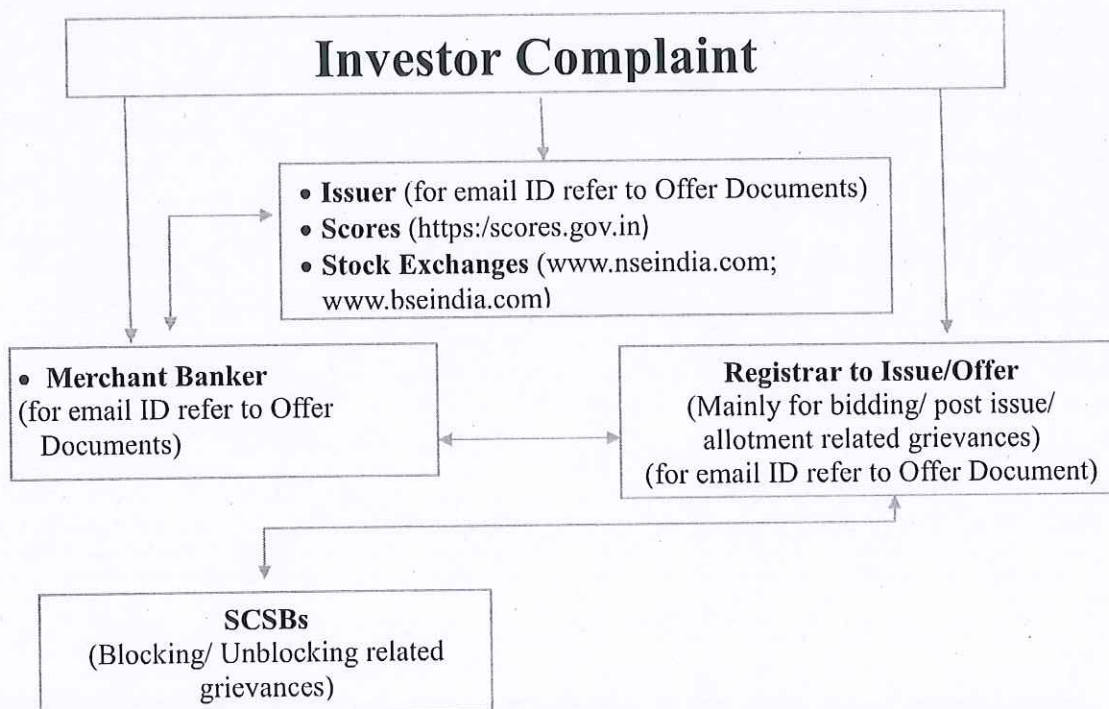 Investor Complaint
• Issuer (for email ID refer to Offer Documents)
• Scores (https:/scores.gov.in)
• Stock Exchanges (www.nseindia.com;
www.bseindia.com)
• Merchant Banker
(for email ID refer to Offer
Documents)
Registrar to Issue/Offer
(Mainly for bidding/ post issue/
allotment related grievances)
(for email ID refer to Offer Document)
SCSBs
(Blocking/ Unblocking related
grievances)